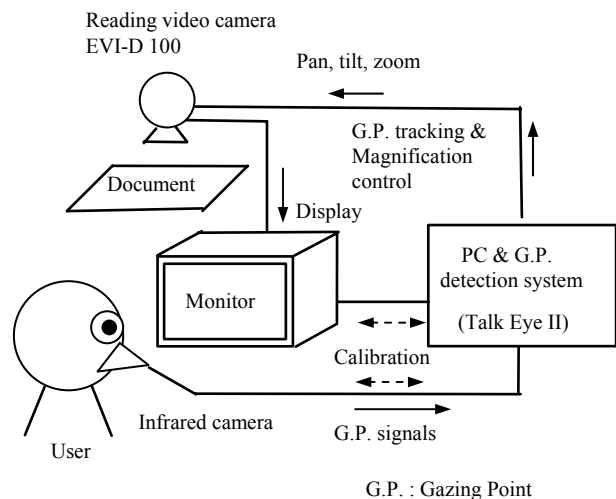 Reading video camera
EVI-D 100
Pan, tilt, zoom
G.P. tracking &
Magnification
control
Document
Display
PC & G.P.
detection system
(Talk Eye II)
Monitor
Calibration
Infrared camera
G.P. signals
User
G.P. : Gazing Point